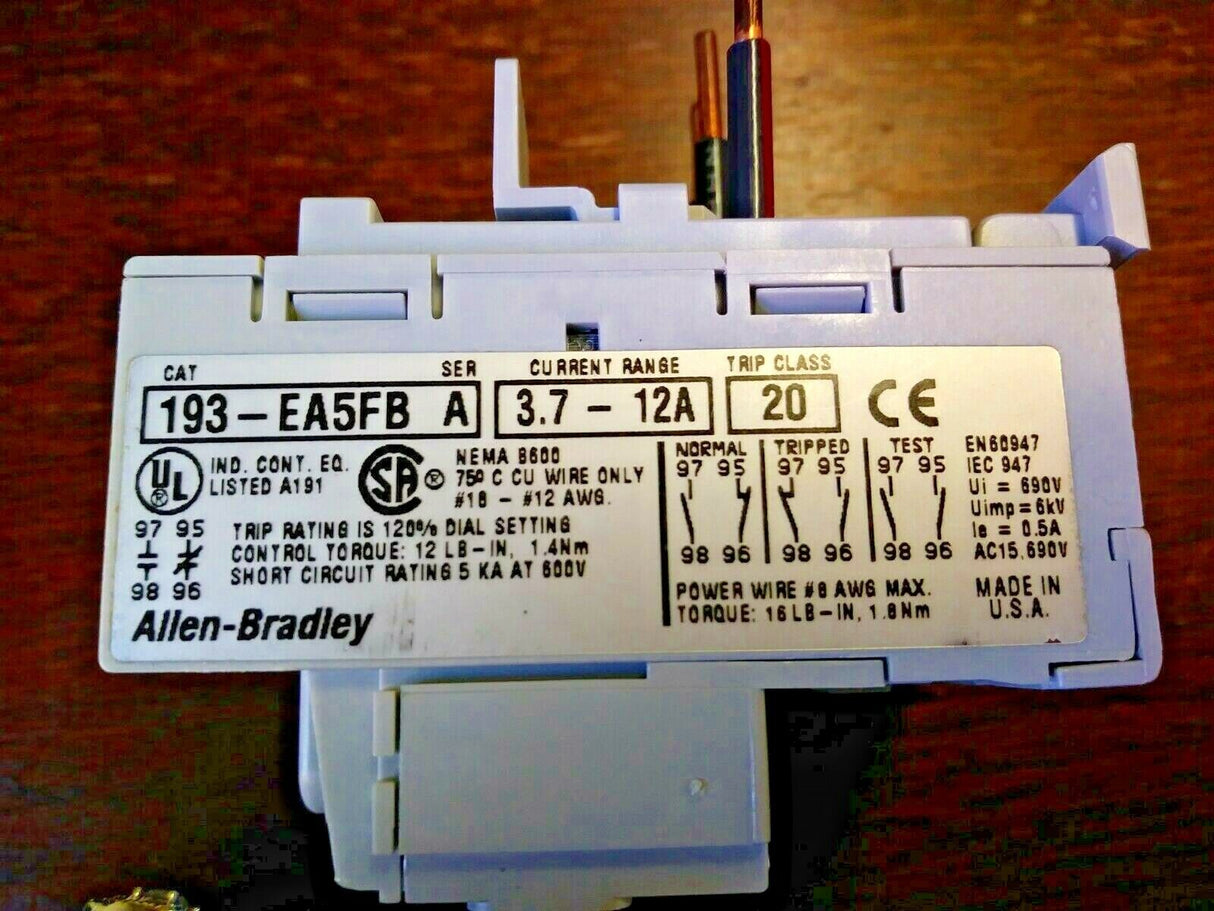 CAT SER CURRENT RANGE TRIP CLASS
193-EA5FB A 3.7 - 12A 20 CE
UL ® IND. CONT. EQ.
LISTED A191
SA ® NEMA B600
75º C CU WIRE ONLY
#18 - #12 AWG.
97 95
98 96
TRIP RATING IS 120% DIAL SETTING
CONTROL TORQUE: 12 LB-IN, 1.4Nm
SHORT CIRCUIT RATING 5 KA AT 600V
Allen-Bradley
NORMAL TRIPPED TEST
97 95 97 95 97 95
98 96 98 96 98 96
EN60947
IEC 947
Ui = 690V
Uimp = 6kV
Ie = 0.5A
AC15,690V
POWER WIRE #8 AWG MAX.
TORQUE: 16 LB-IN, 1.8Nm
MADE IN
U.S.A.